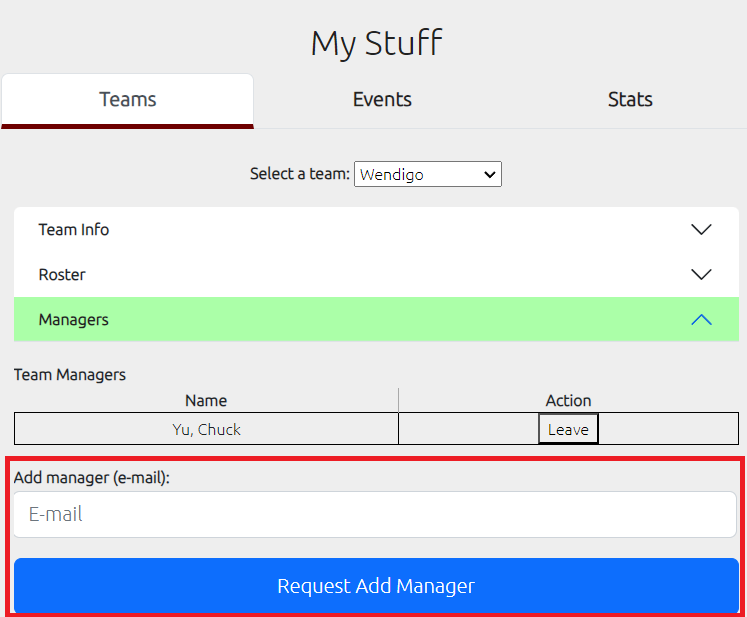 My Stuff
Teams Events Stats
Select a team: Wendigo
Team Info
Roster
Managers
Team Managers
Name Action
Yu, Chuck Leave
Add manager (e-mail):
E-mail
Request Add Manager